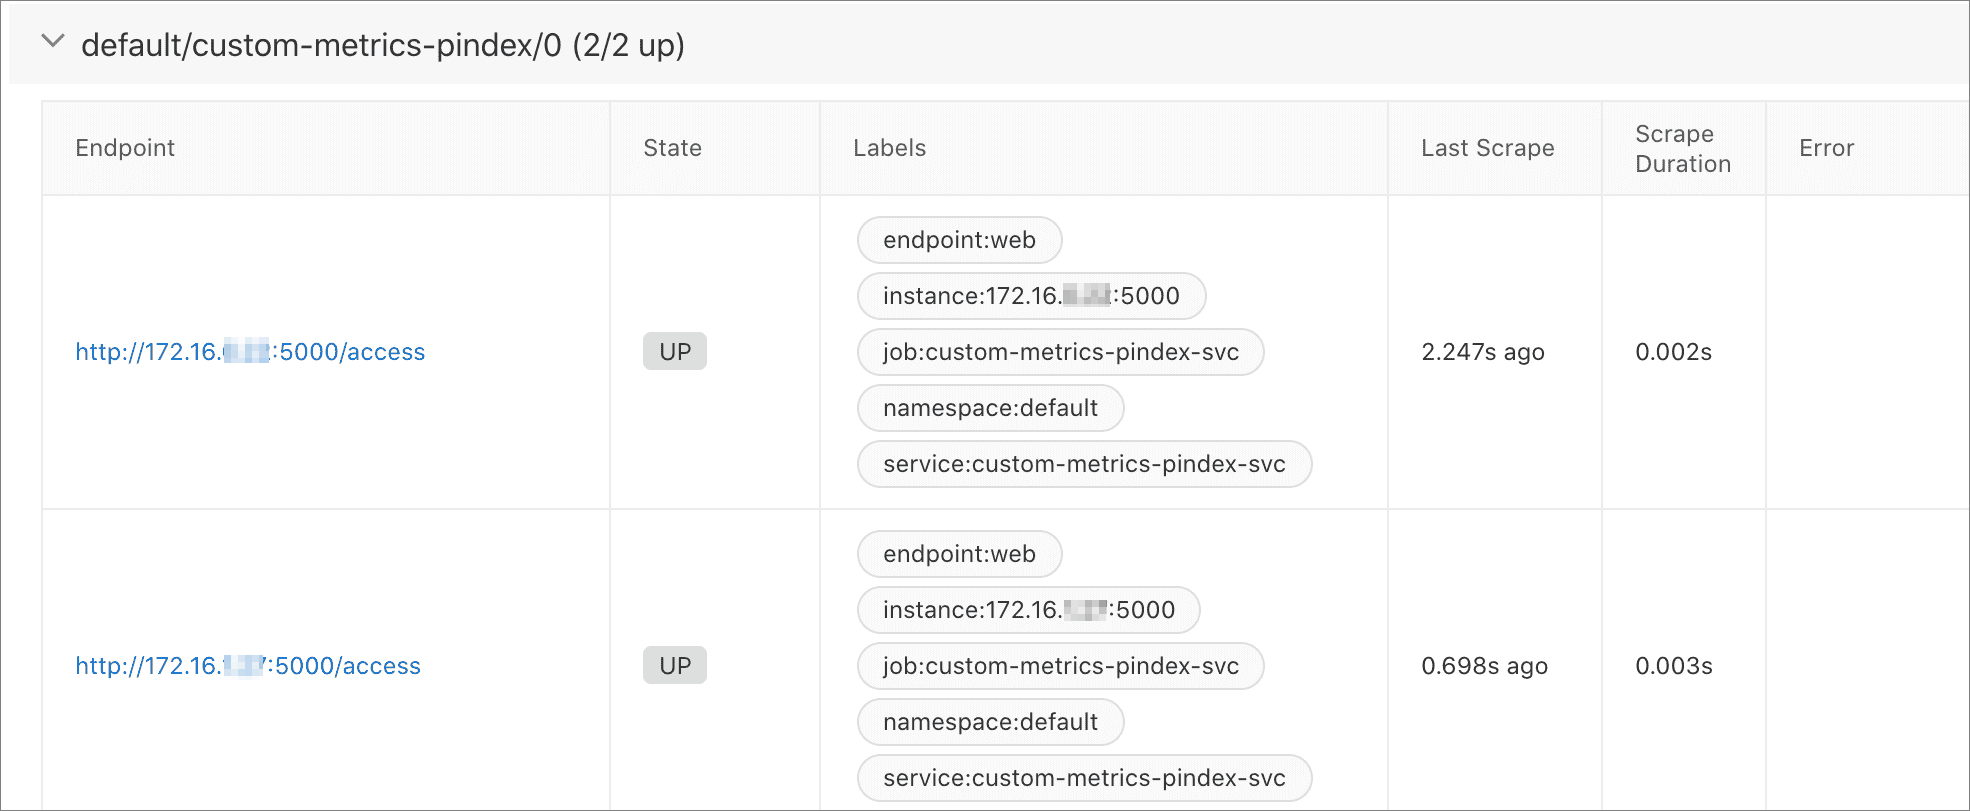 default/custom-metrics-pindex/0 (2/2 up)
Endpoint State Labels Last Scrape Scrape Duration Error
endpoint:web
instance:172.16. :5000
http://172.16. :5000/access UP job:custom-metrics-pindex-svc 2.247s ago 0.002s
namespace:default
service:custom-metrics-pindex-svc
endpoint:web
instance:172.16. :5000
http://172.16. :5000/access UP job:custom-metrics-pindex-svc 0.698s ago 0.003s
namespace:default
service:custom-metrics-pindex-svc